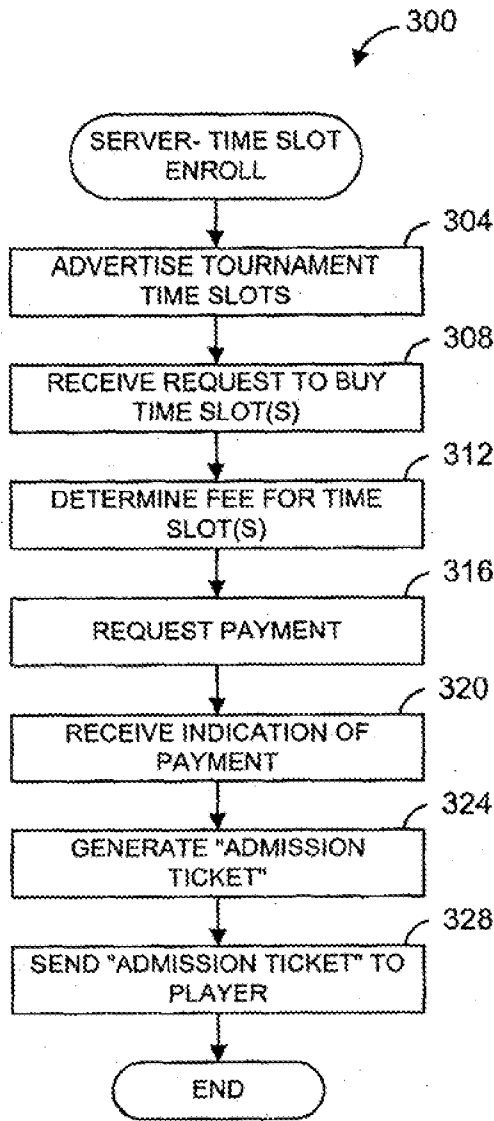 300
SERVER- TIME SLOT
ENROLL
304
ADVERTISE TOURNAMENT
TIME SLOTS
308
RECEIVE REQUEST TO BUY
TIME SLOT(S)
312
DETERMINE FEE FOR TIME
SLOT(S)
316
REQUEST PAYMENT
320
RECEIVE INDICATION OF
PAYMENT
324
GENERATE "ADMISSION
TICKET"
328
SEND "ADMISSION TICKET" TO
PLAYER
END